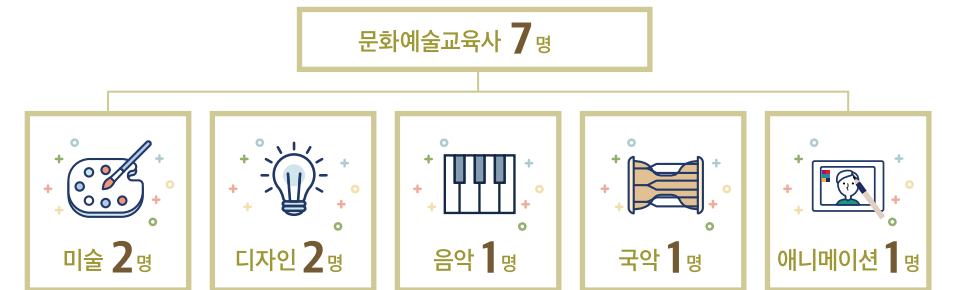 문화예술교육사 7명
미술 2명
디자인 2명
음악 1명
국악 1명
애니메이션 1명